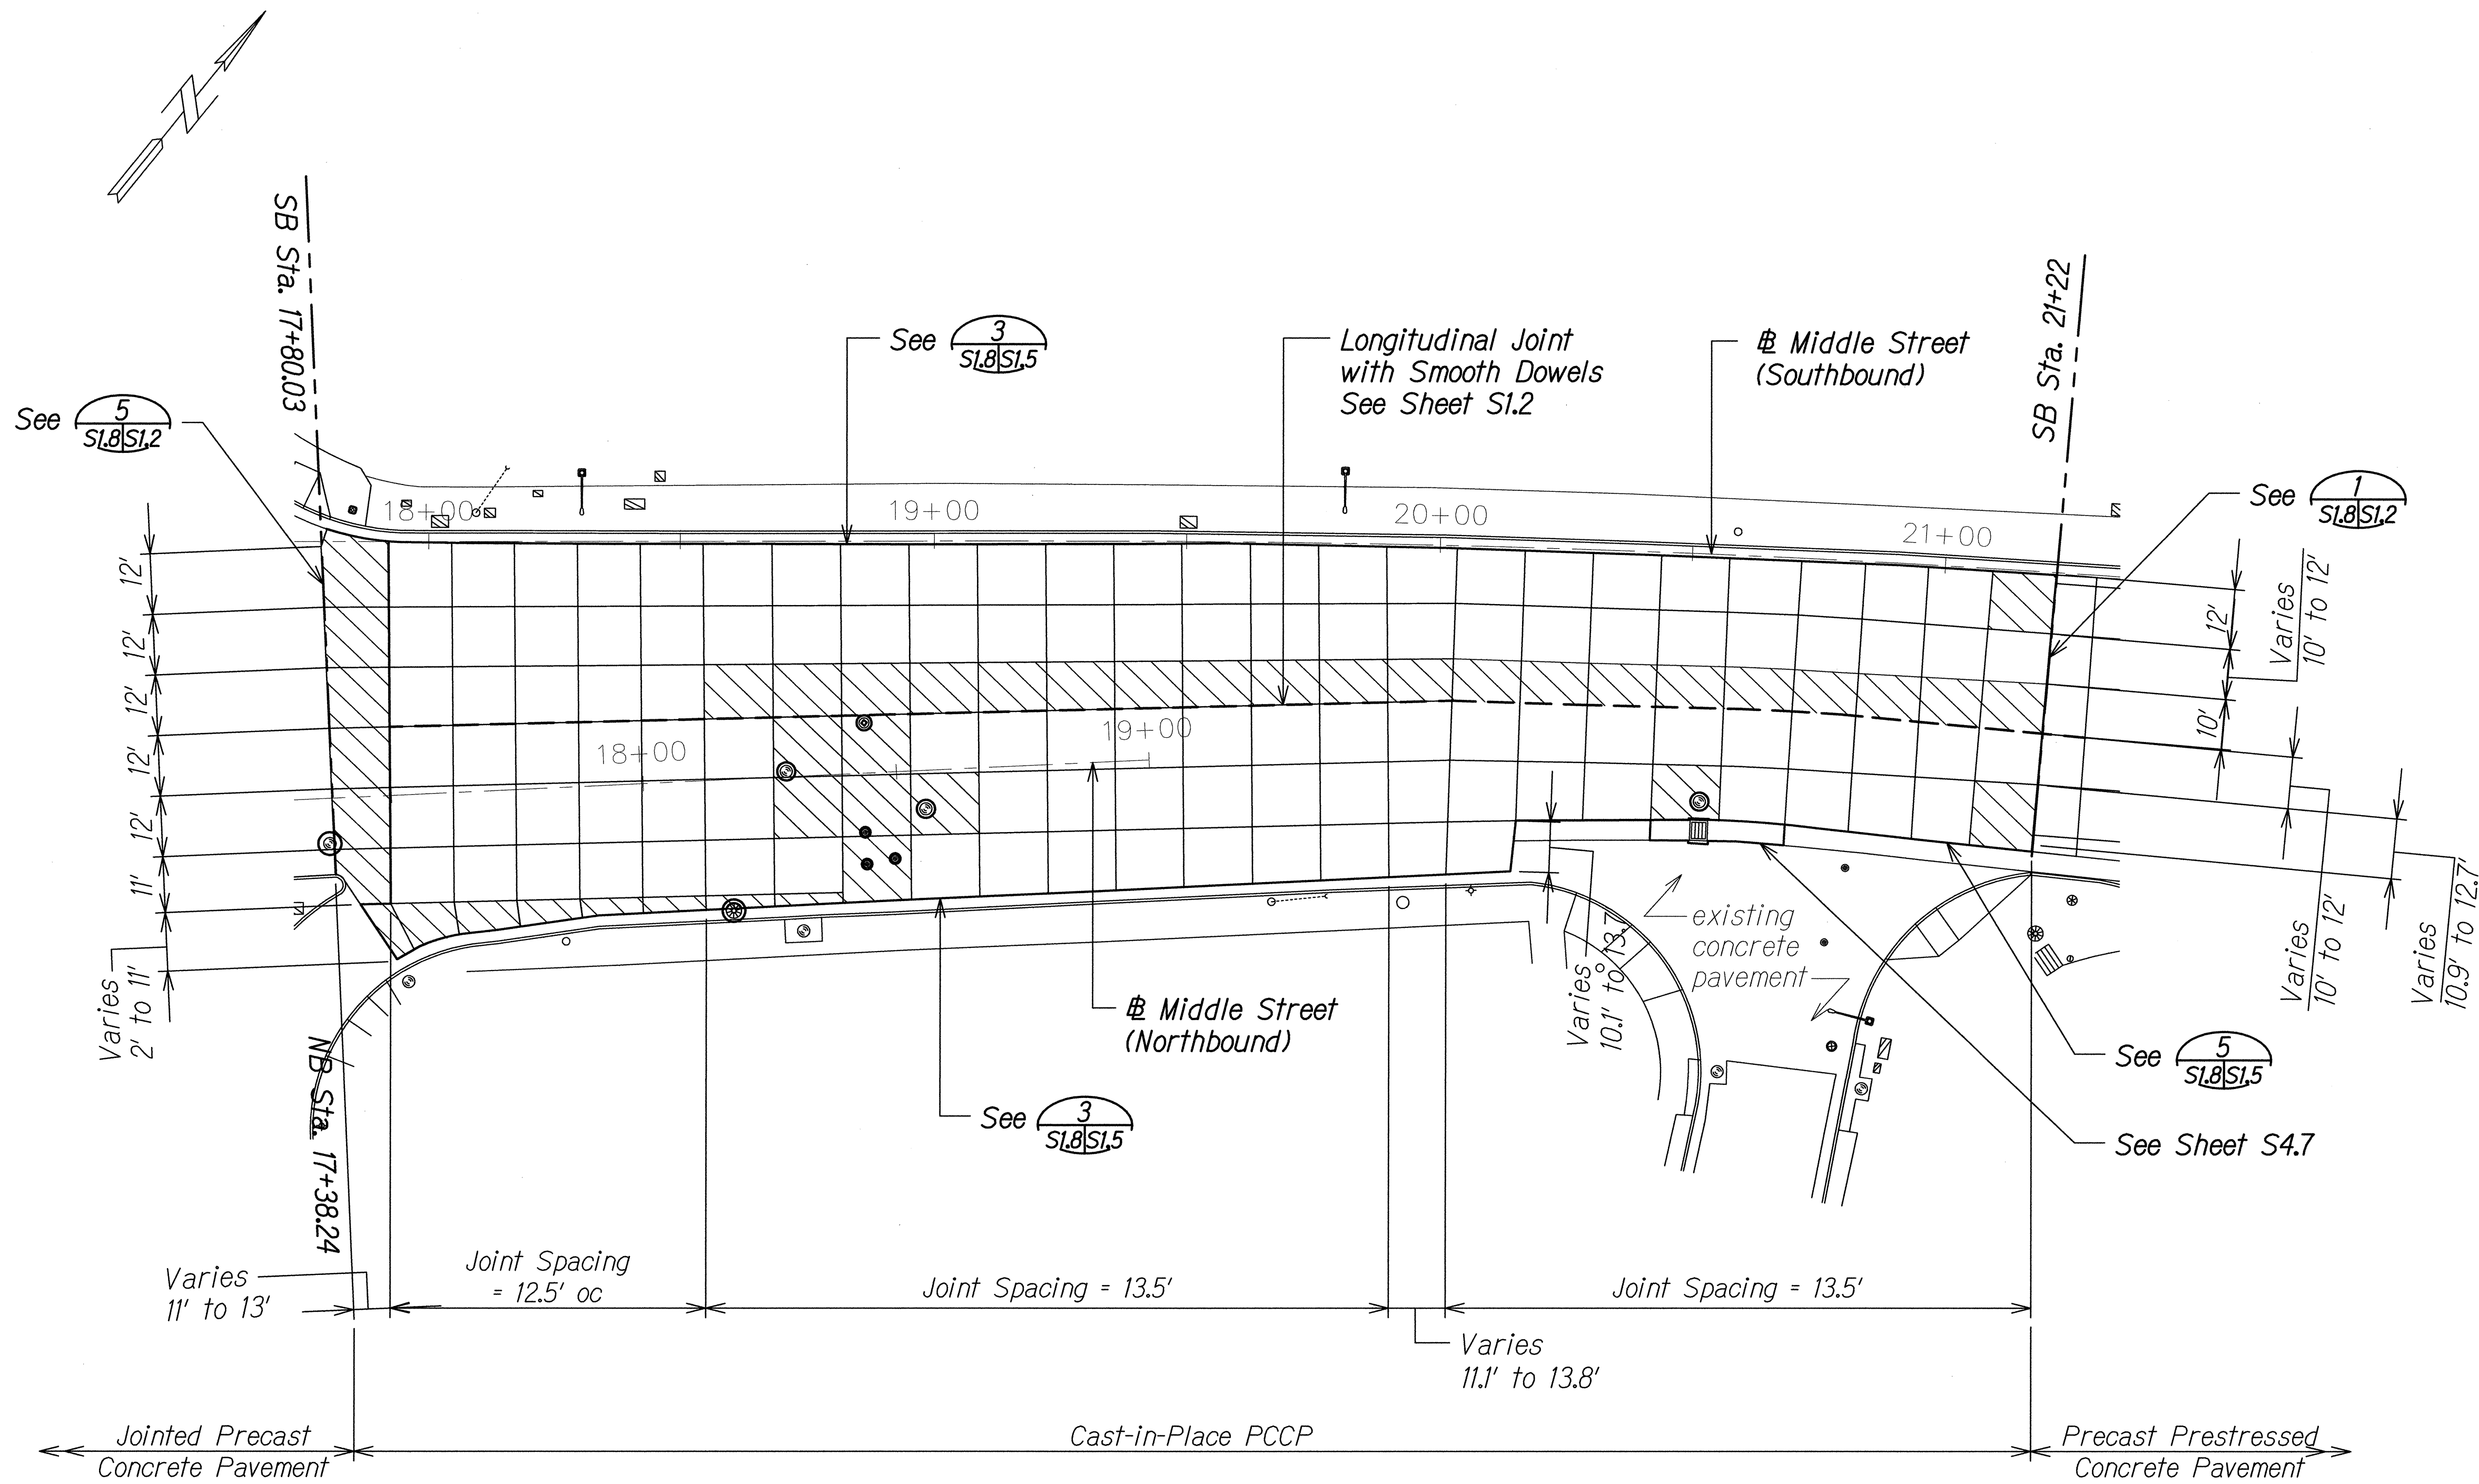 N
SB Sta. 17+80.03
SB Sta. 21+22
See 3
S1.8 S1.5
Longitudinal Joint
with Smooth Dowels
See Sheet S1.2
BL Middle Street
(Southbound)
See 5
S1.8 S1.2
See 1
S1.8 S1.2
18+00
19+00
20+00
21+00
12'
12'
12'
12'
12'
11'
Varies
2' to 11'
12'
10'
Varies
10' to 12'
18+00
19+00
Varies
10.1' to 13.7'
existing
concrete
pavement
Varies
10' to 12'
Varies
10.9' to 12.7'
BL Middle Street
(Northbound)
See 5
S1.8 S1.5
See 3
S1.8 S1.5
See Sheet S4.7
NB Sta. 17+38.24
Varies
11' to 13'
Joint Spacing
= 12.5' oc
Joint Spacing = 13.5'
Joint Spacing = 13.5'
Varies
11.1' to 13.8'
Jointed Precast
Concrete Pavement
Cast-in-Place PCCP
Precast Prestressed
Concrete Pavement